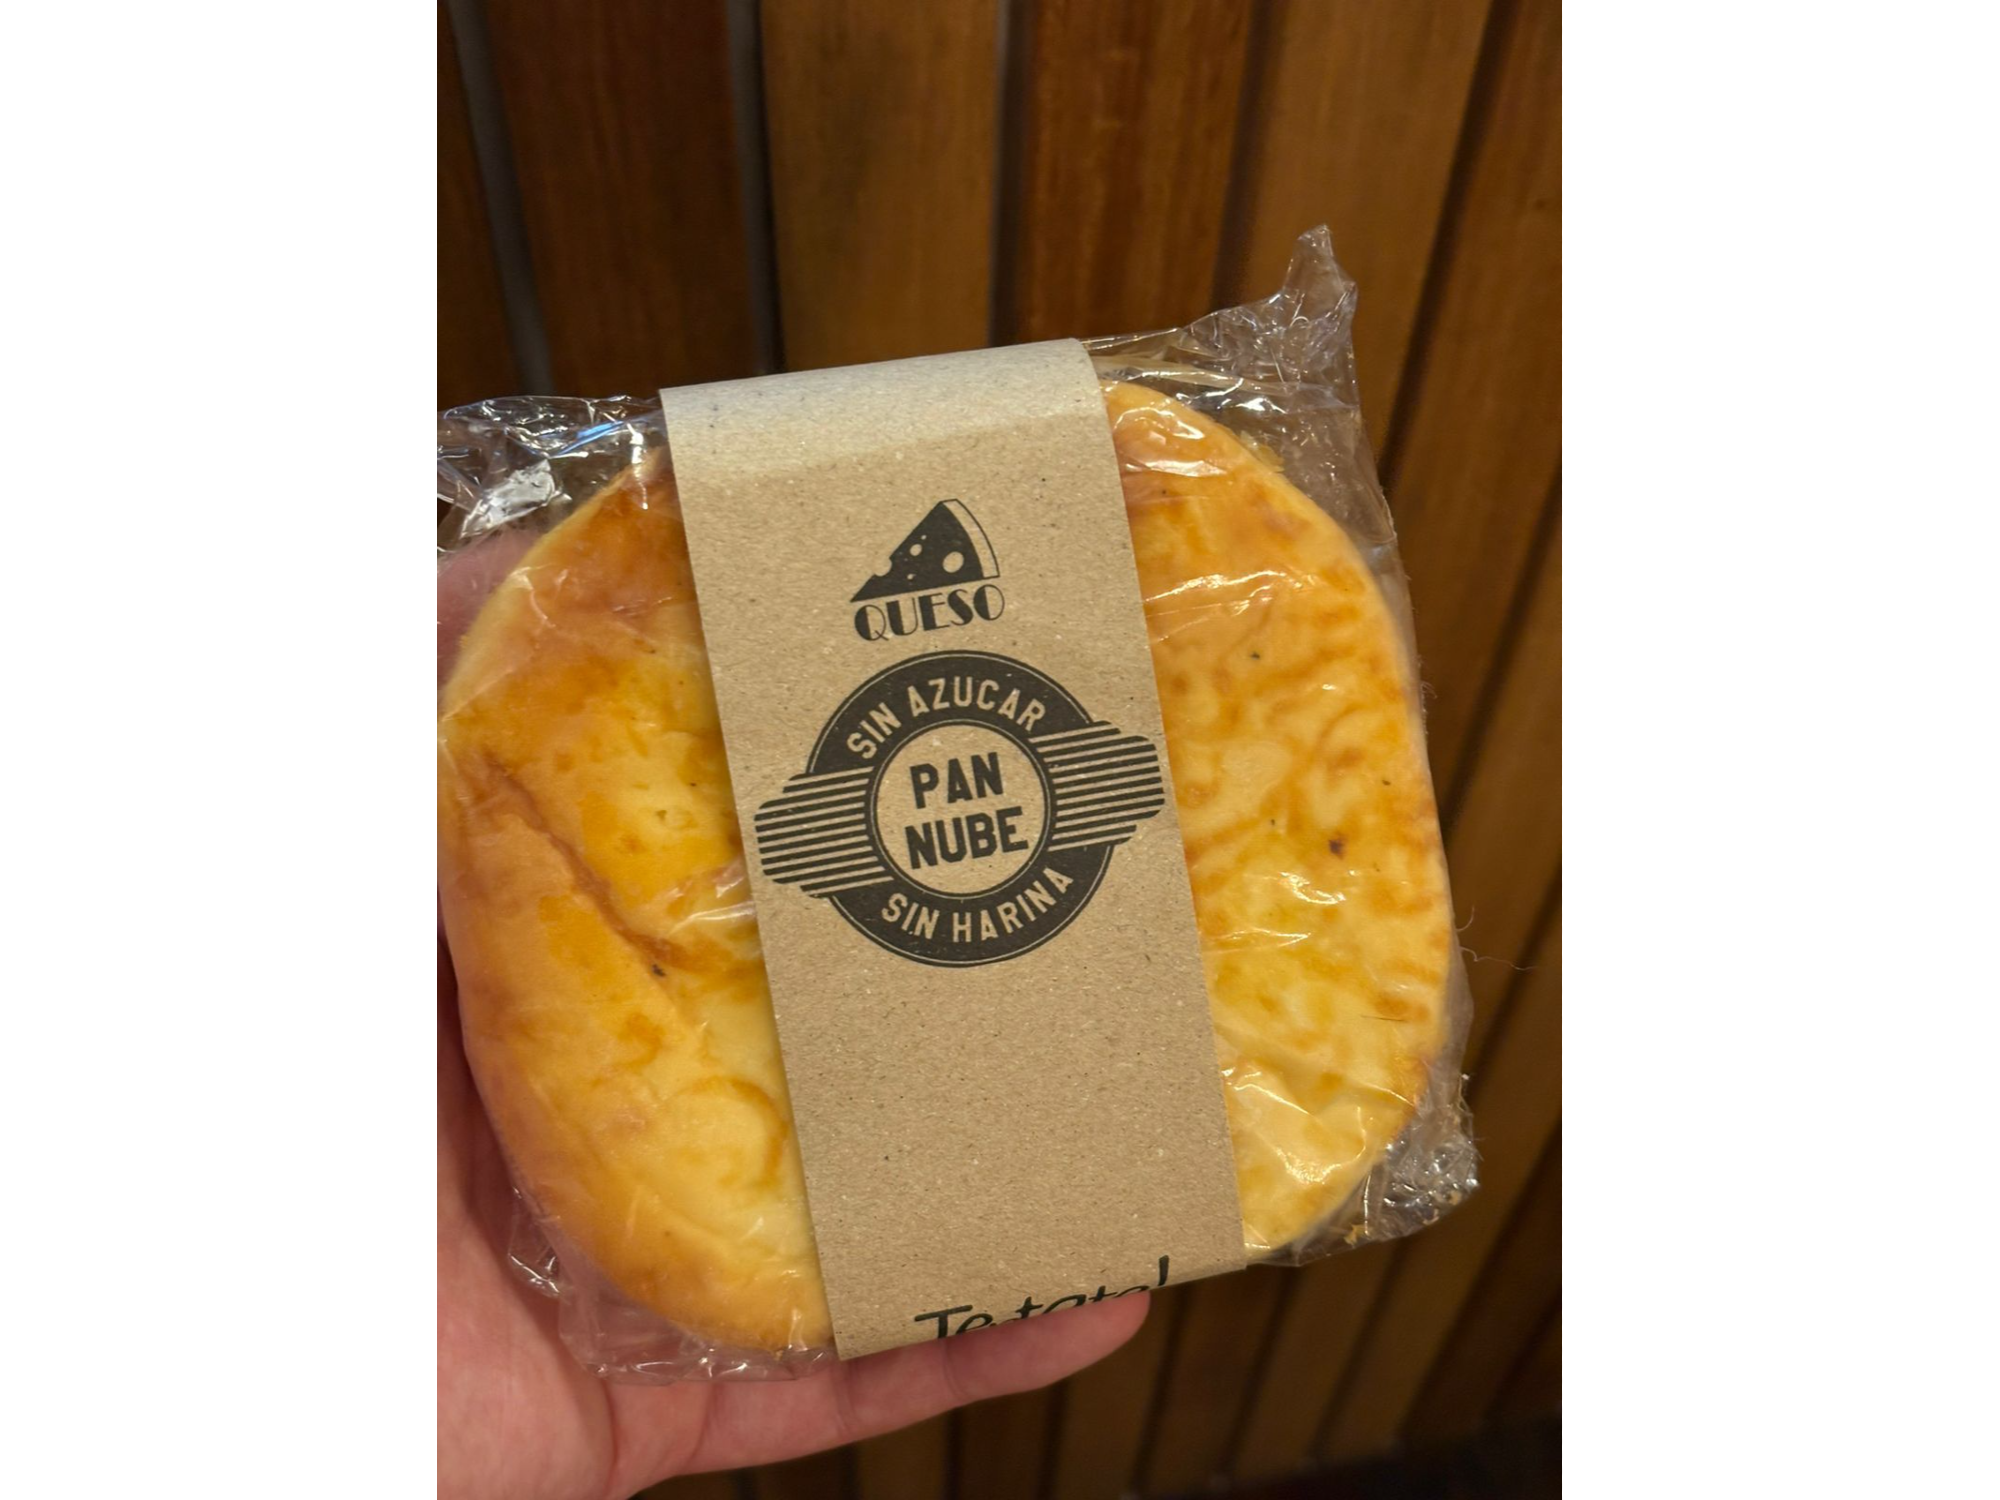 QUESO
SIN AZUCAR
PAN
NUBE
SIN HARINA